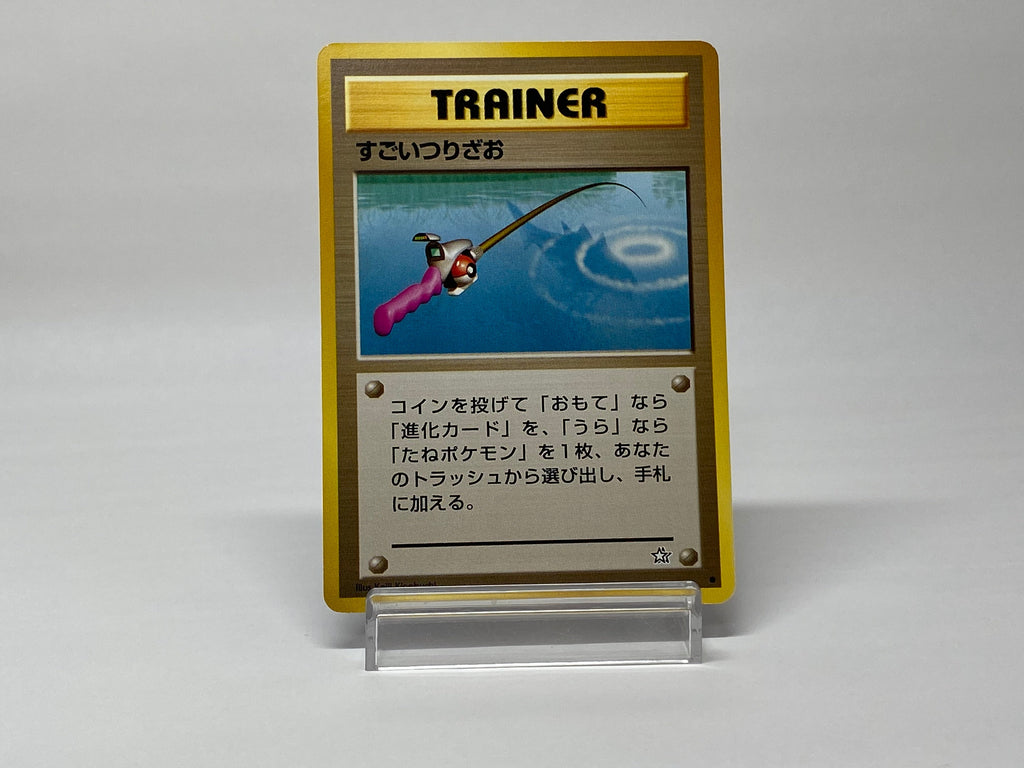 TRAINER
すごいつりざお
コインを投げて「おもて」なら
「進化カード」を、「うら」なら
「たねポケモン」を1枚、あなた
のトラッシュから選び出し、手札
に加える。